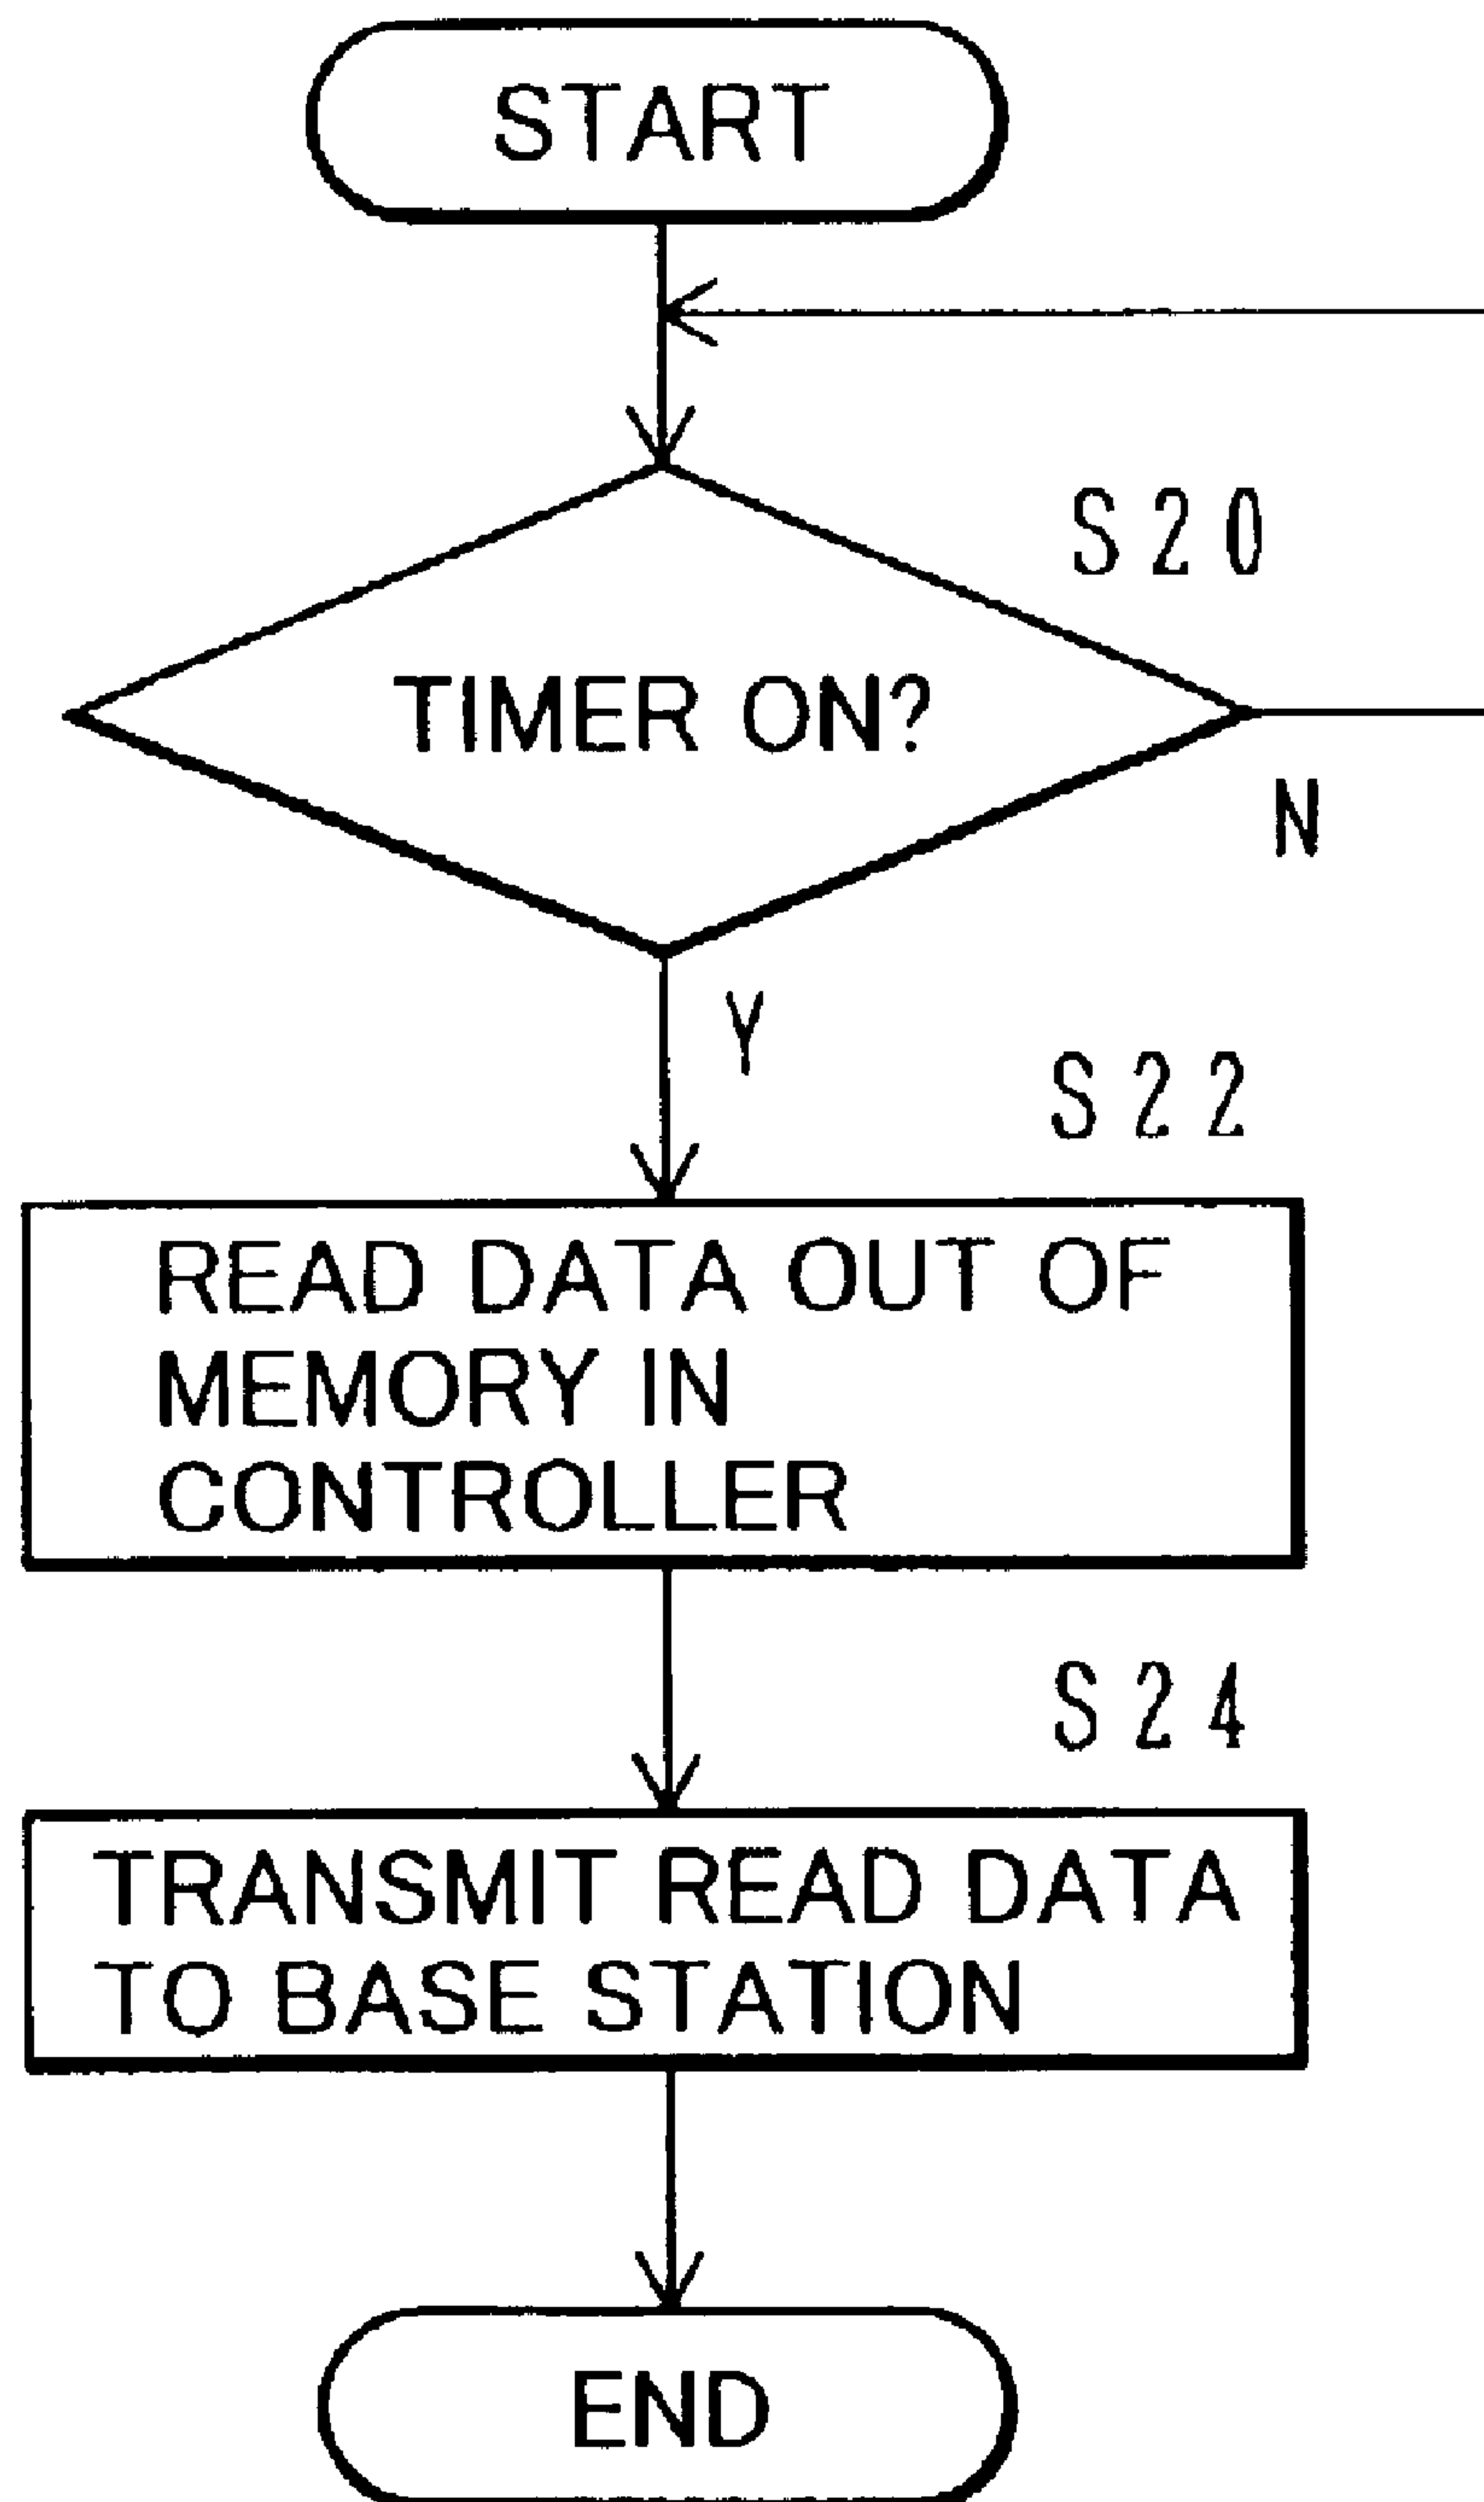 START
S20
TIMER ON?
N
Y
S22
READ DATA OUT OF
MEMORY IN
CONTROLLER
S24
TRANSMIT READ DATA
TO BASE STATION
END